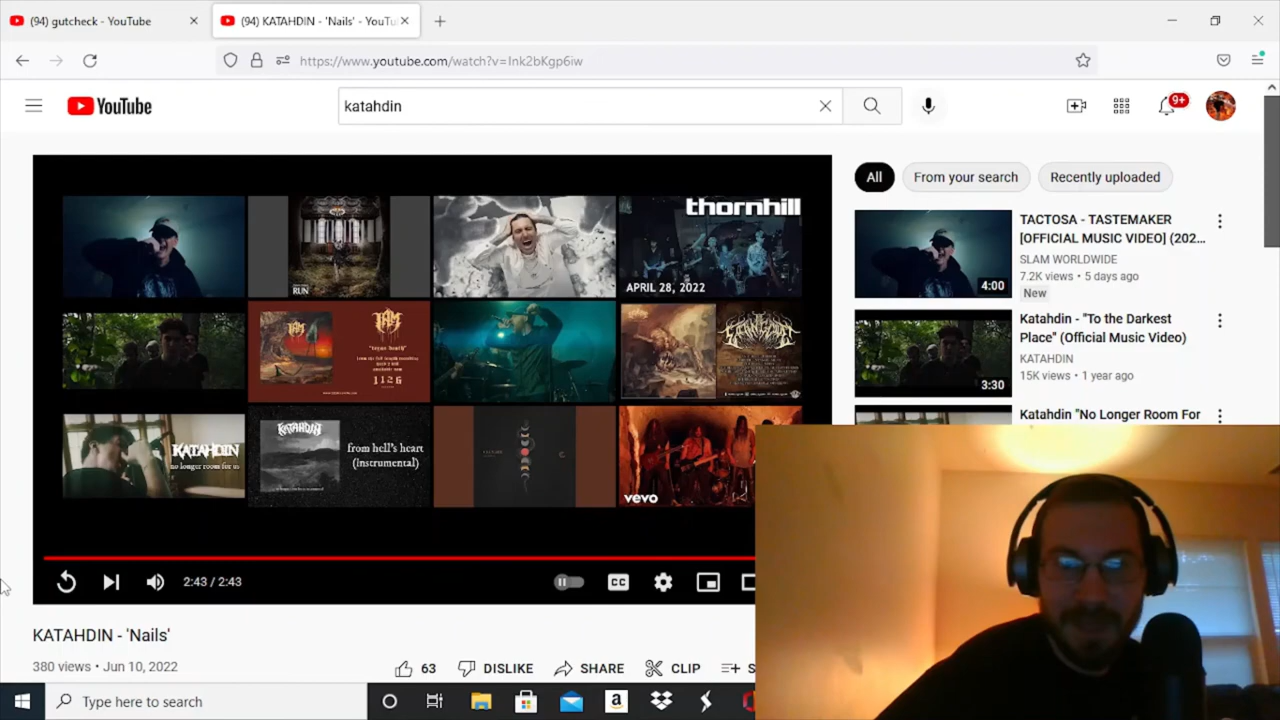 (94) gutcheck - YouTube
(94) KATAHDIN - 'Nails' - YouTu
https://www.youtube.com/watch?v=Ink2bKgp6iw
YouTube
katahdin
9+
All
From your search
Recently uploaded
thornhill
RUN
APRIL 28, 2022
IAM
1126
KATAHDIN
no longer room for us
KATAHDIN
from hell's heart
(instrumental)
vevo
TACTOSA - TASTEMAKER
[OFFICIAL MUSIC VIDEO] (202...
SLAM WORLDWIDE
7.2K views • 5 days ago
New
4:00
Katahdin - "To the Darkest
Place" (Official Music Video)
KATAHDIN
15K views • 1 year ago
3:30
Katahdin "No Longer Room For
2:43 / 2:43
CC
KATAHDIN - 'Nails'
380 views • Jun 10, 2022
63
DISLIKE
SHARE
CLIP
S
Type here to search